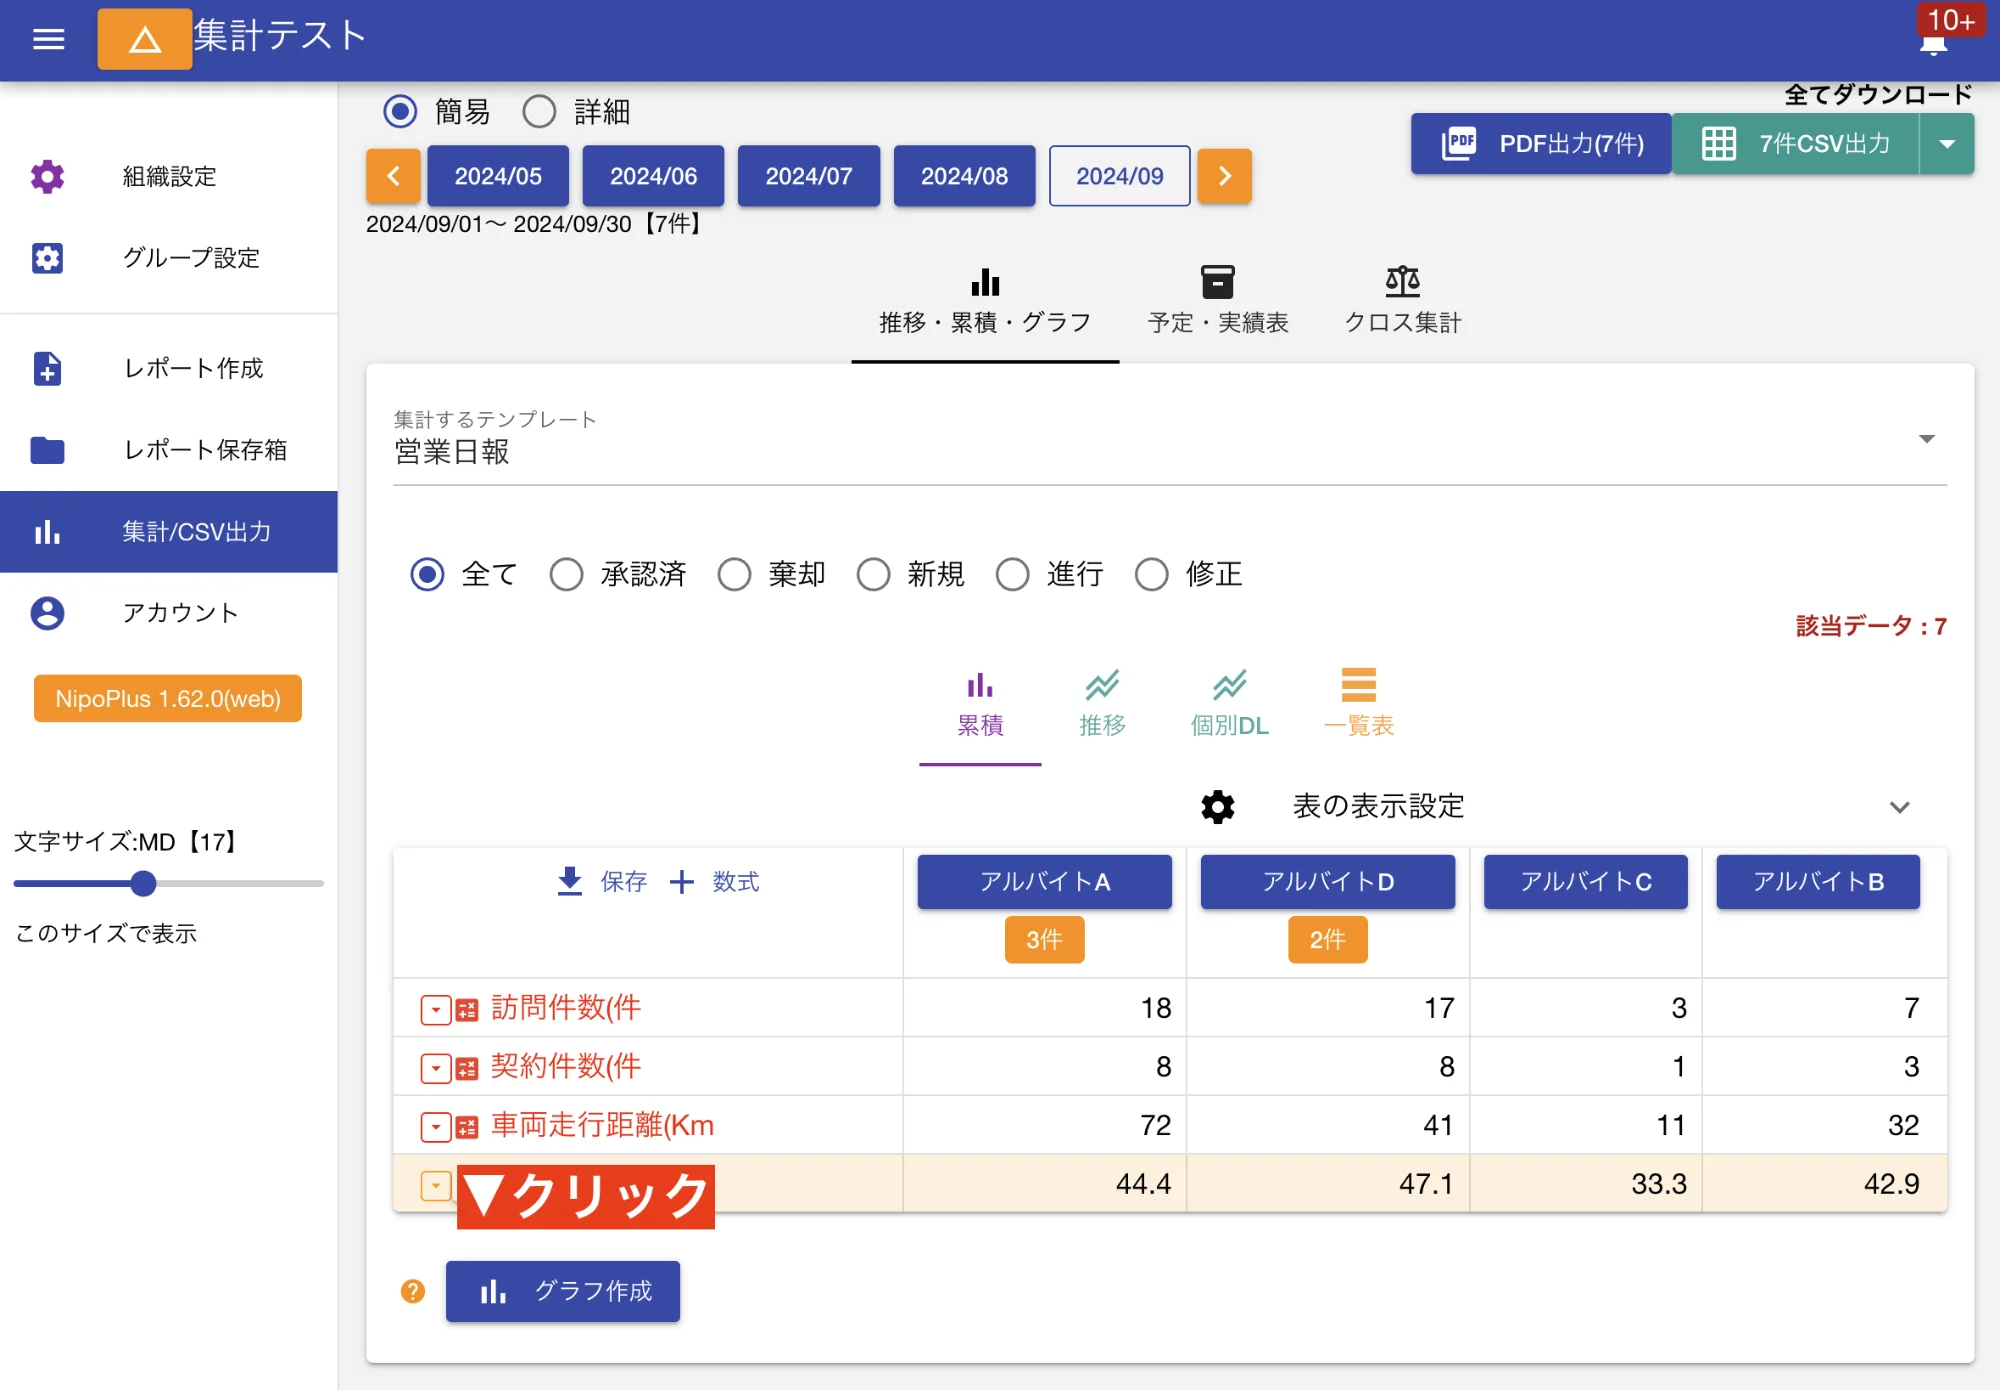 集計テスト
10+
簡易
詳細
全てダウンロード
PDF
PDF出力(7件)
7件CSV出力
2024/05
2024/06
2024/07
2024/08
2024/09
2024/09/01〜 2024/09/30【7件】
組織設定
グループ設定
レポート作成
レポート保存箱
集計/CSV出力
アカウント
NipoPlus 1.62.0(web)
文字サイズ:MD【17】
このサイズで表示
推移・累積・グラフ
予定・実績表
クロス集計
集計するテンプレート
営業日報
全て
承認済
棄却
新規
進行
修正
該当データ : 7
累積
推移
個別DL
一覧表
表の表示設定
保存
数式
アルバイトA
アルバイトD
アルバイトC
アルバイトB
3件
2件
訪問件数(件
18
17
3
7
契約件数(件
8
8
1
3
車両走行距離(Km
72
41
11
32
▼クリック
44.4
47.1
33.3
42.9
?
グラフ作成